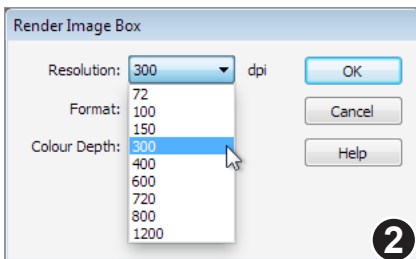 Render Image Box
Resolution: 300 dpi OK
72
Format: 100 Cancel
150
Colour Depth: 300 Help
400
600
720
800
1200
2